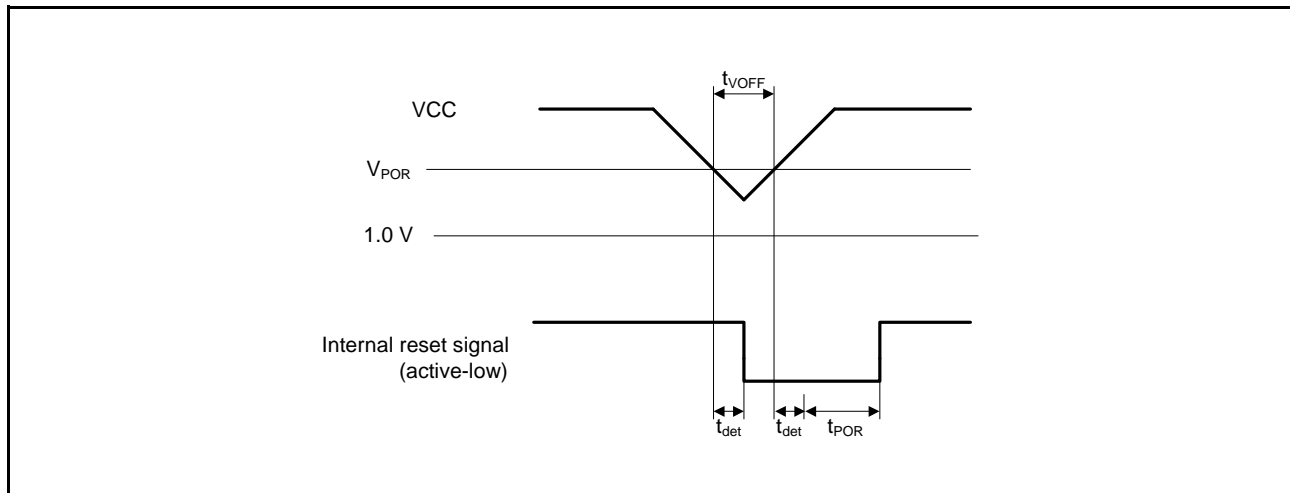 tVOFF
VCC
VPOR
1.0 V
Internal reset signal
(active-low)
tdet
tdet
tPOR